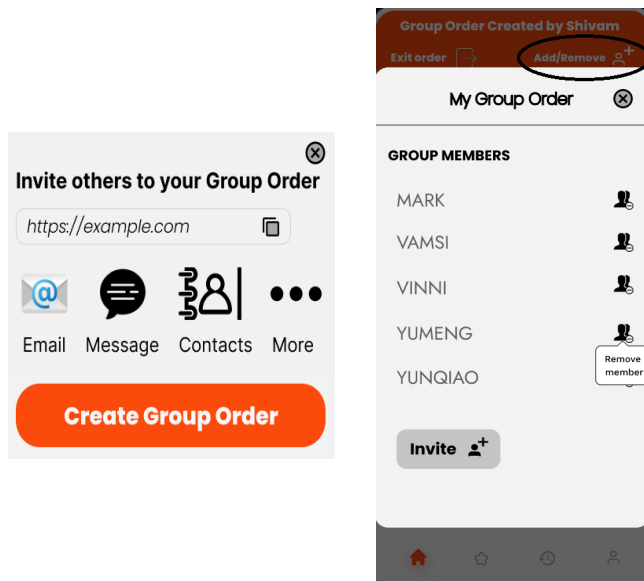 Invite others to your Group Order
https://example.com
Email Message Contacts More
Create Group Order
Group Order Created by Shivam
Exit order Add/Remove
My Group Order
GROUP MEMBERS
MARK
VAMSI
VINNI
YUMENG
Remove
member
YUNQIAO
Invite